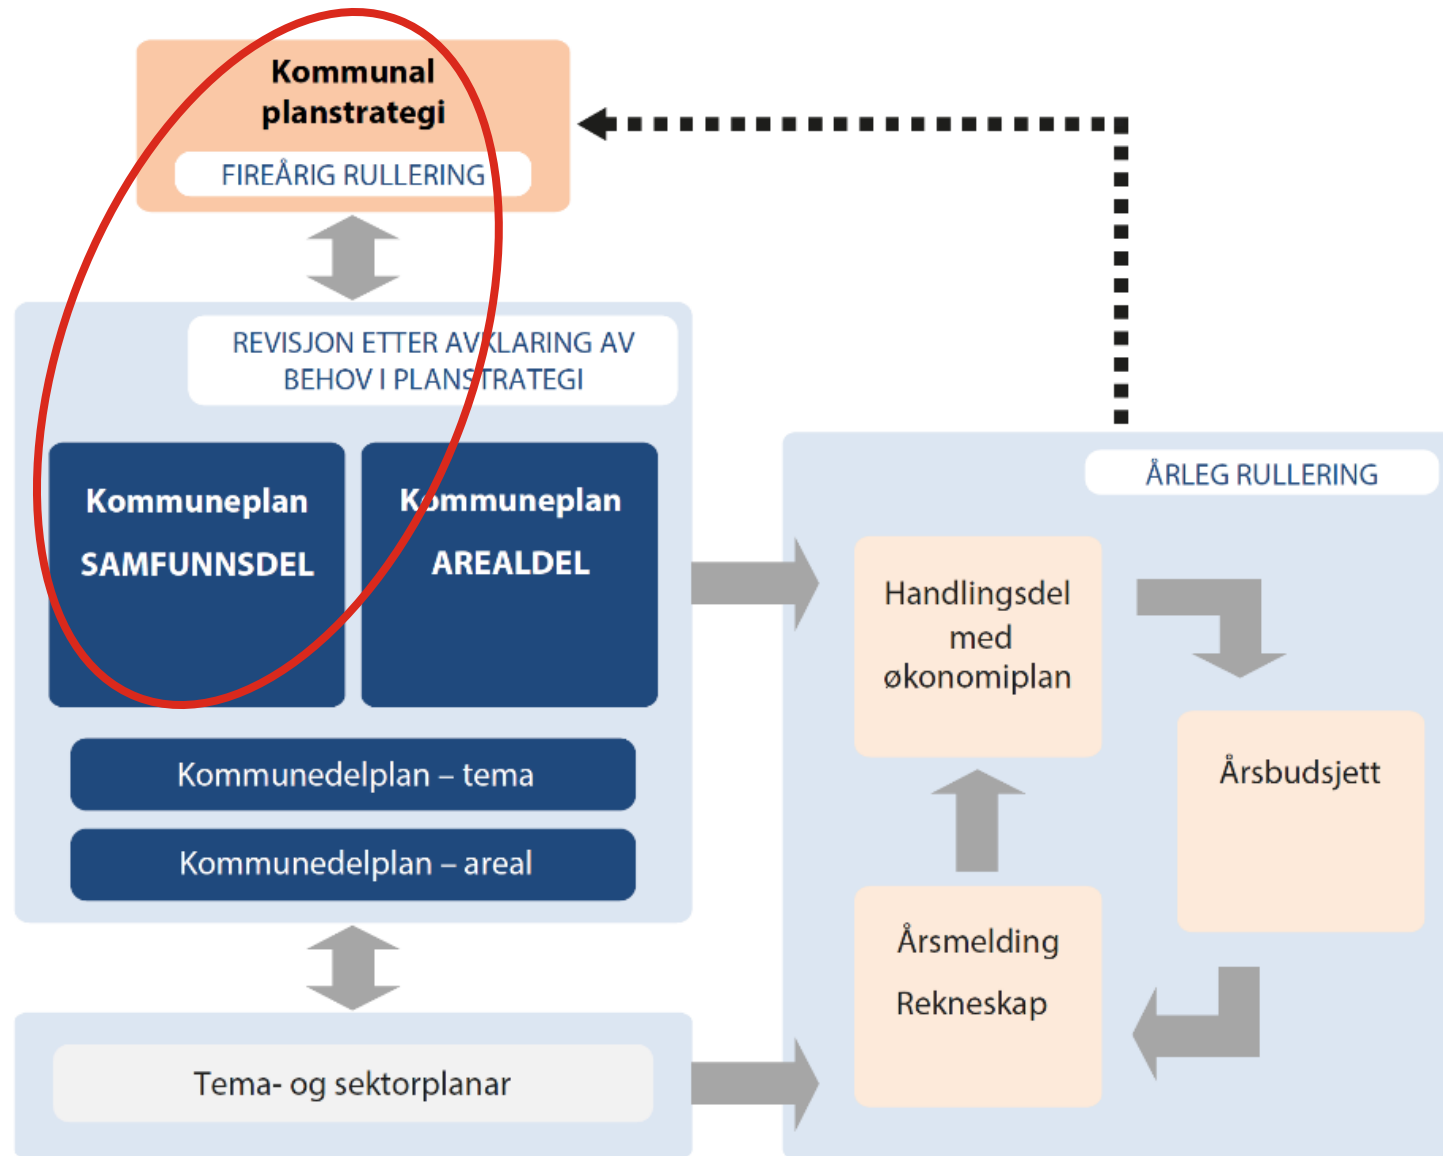 Kommunal
planstrategi
FIREÅRIG RULLERING
REVISJON ETTER AVKLARING AV
BEHOV I PLANSTRATEGI
Kommuneplan
SAMFUNNSDEL
Kommuneplan
AREALDEL
Kommunedelplan – tema
Kommunedelplan – areal
Tema- og sektorplanar
ÅRLEG RULLERING
Handlingsdel
med
økonomiplan
Årsbudsjett
Årsmelding
Rekneskap